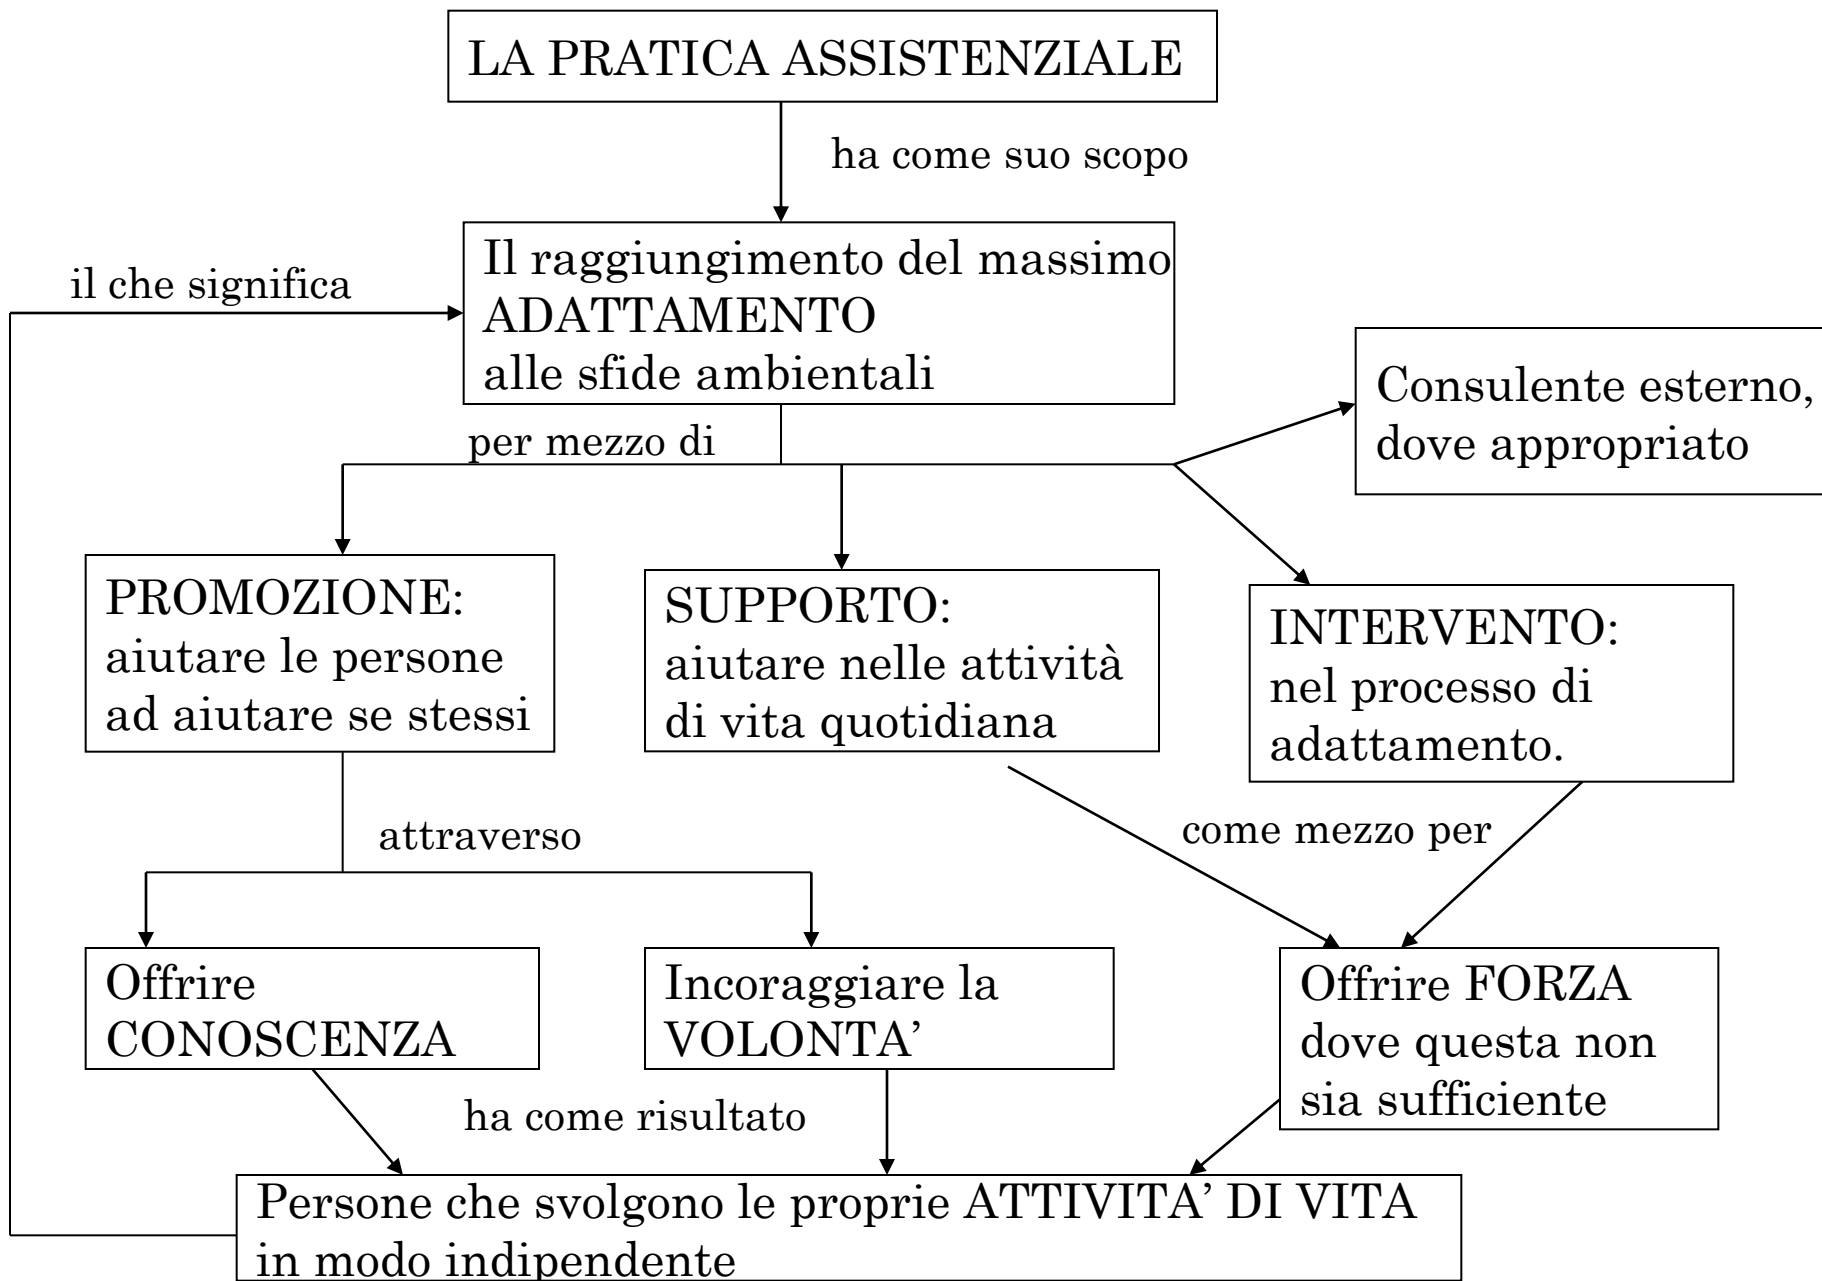 LA PRATICA ASSISTENZIALE
ha come suo scopo
il che significa
Il raggiungimento del massimo
ADATTAMENTO
alle sfide ambientali
Consulente esterno,
dove appropriato
per mezzo di
PROMOZIONE:
aiutare le persone
ad aiutare se stessi
SUPPORTO:
aiutare nelle attività
di vita quotidiana
INTERVENTO:
nel processo di
adattamento.
attraverso
come mezzo per
Offrire
CONOSCENZA
Incoraggiare la
VOLONTA’
Offrire FORZA
dove questa non
sia sufficiente
ha come risultato
Persone che svolgono le proprie ATTIVITA’ DI VITA
in modo indipendente